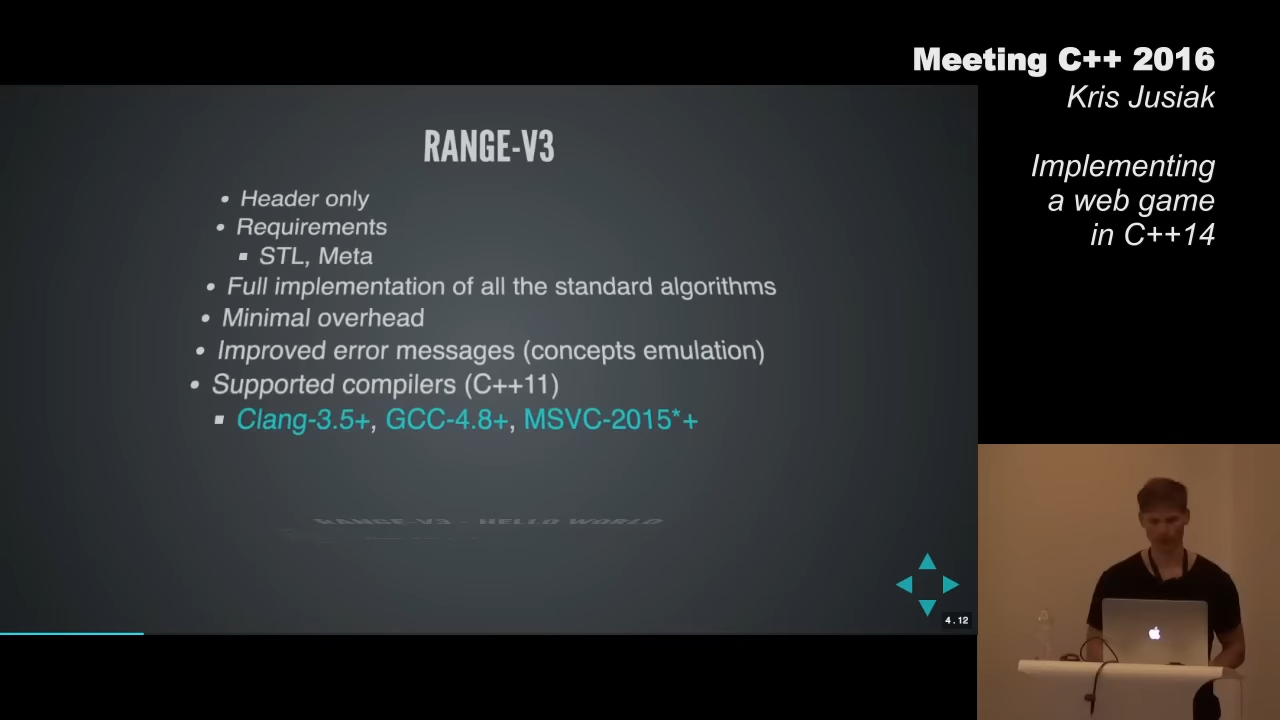 Meeting C++ 2016
Kris Jusiak
Implementing
a web game
in C++14
RANGE-V3
• Header only
• Requirements
▪ STL, Meta
• Full implementation of all the standard algorithms
• Minimal overhead
• Improved error messages (concepts emulation)
• Supported compilers (C++11)
▪ Clang-3.5+, GCC-4.8+, MSVC-2015*+
RANGE-V3 - HELLO WORLD
4.12